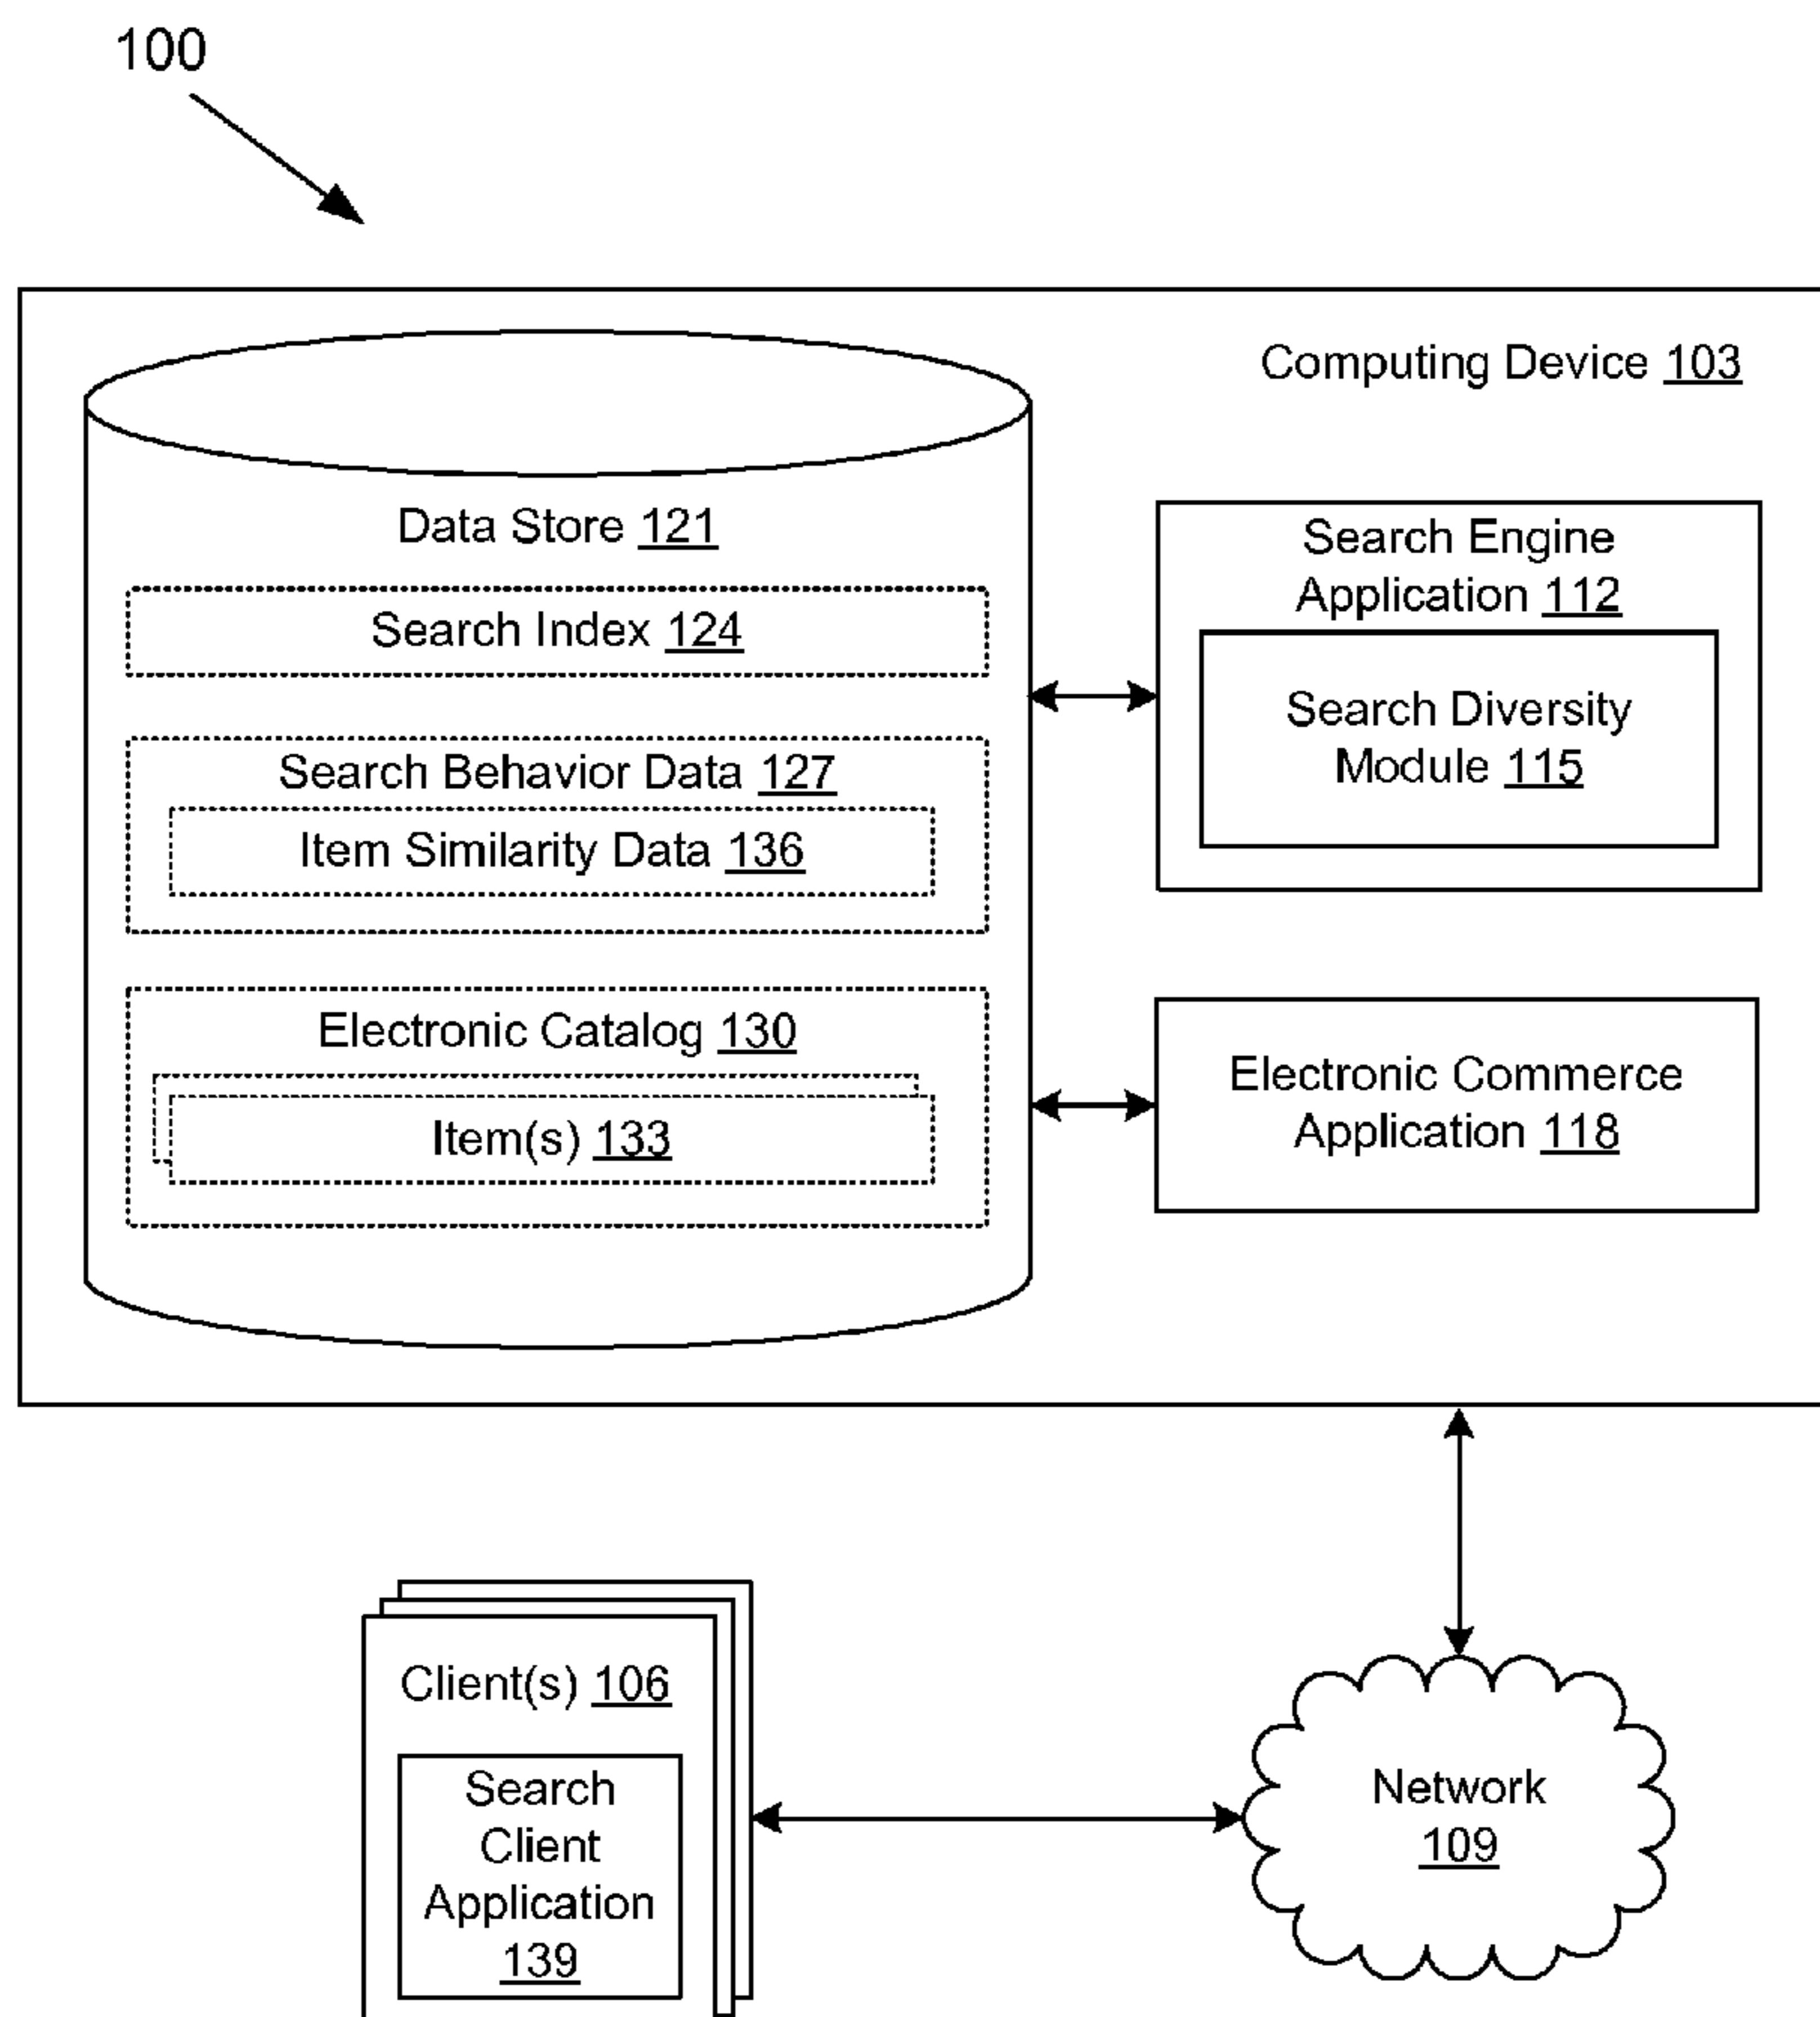 100
Computing Device 103
Data Store 121
Search Index 124
Search Behavior Data 127
Item Similarity Data 136
Electronic Catalog 130
Item(s) 133
Search Engine
Application 112
Search Diversity
Module 115
Electronic Commerce
Application 118
Client(s) 106
Search
Client
Application
139
Network
109